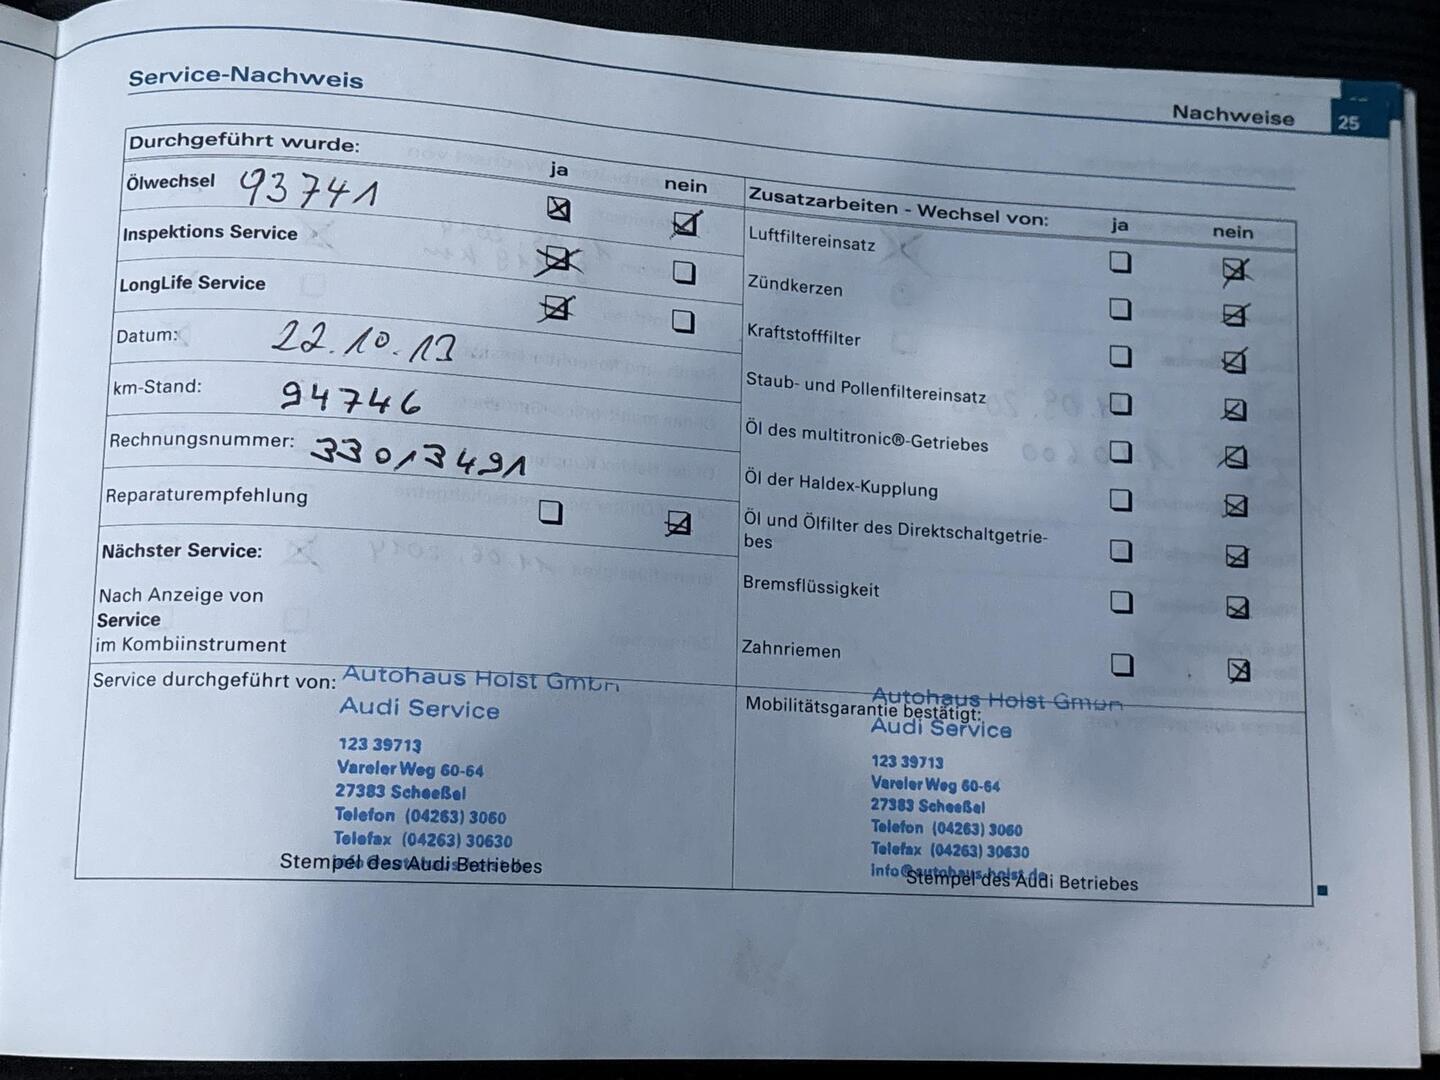 Service-Nachweis
Nachweise 25
Durchgeführt wurde: ja nein
Ölwechsel 93741
Inspektions Service
LongLife Service
Datum: 22.10.13
km-Stand: 94746
Rechnungsnummer: 33013491
Reparaturempfehlung
Nächster Service:
Nach Anzeige von
Service
im Kombiinstrument
Zusatzarbeiten - Wechsel von: ja nein
Luftfiltereinsatz
Zündkerzen
Kraftstofffilter
Staub- und Pollenfiltereinsatz
Öl des multitronic®-Getriebes
Öl der Haldex-Kupplung
Öl und Ölfilter des Direktschaltgetrie-
bes
Bremsflüssigkeit
Zahnriemen
Service durchgeführt von: Autohaus Holst GmbH
Audi Service
123 39713
Vareler Weg 60-64
27383 Scheeßel
Telefon (04263) 3060
Telefax (04263) 30630
Stempel des Audi Betriebes
Autohaus Holst GmbH
Mobilitätsgarantie bestätigt:
Audi Service
123 39713
Vareler Weg 60-64
27383 Scheeßel
Telefon (04263) 3060
Telefax (04263) 30630
info@autohaus-holst.de
Stempel des Audi Betriebes